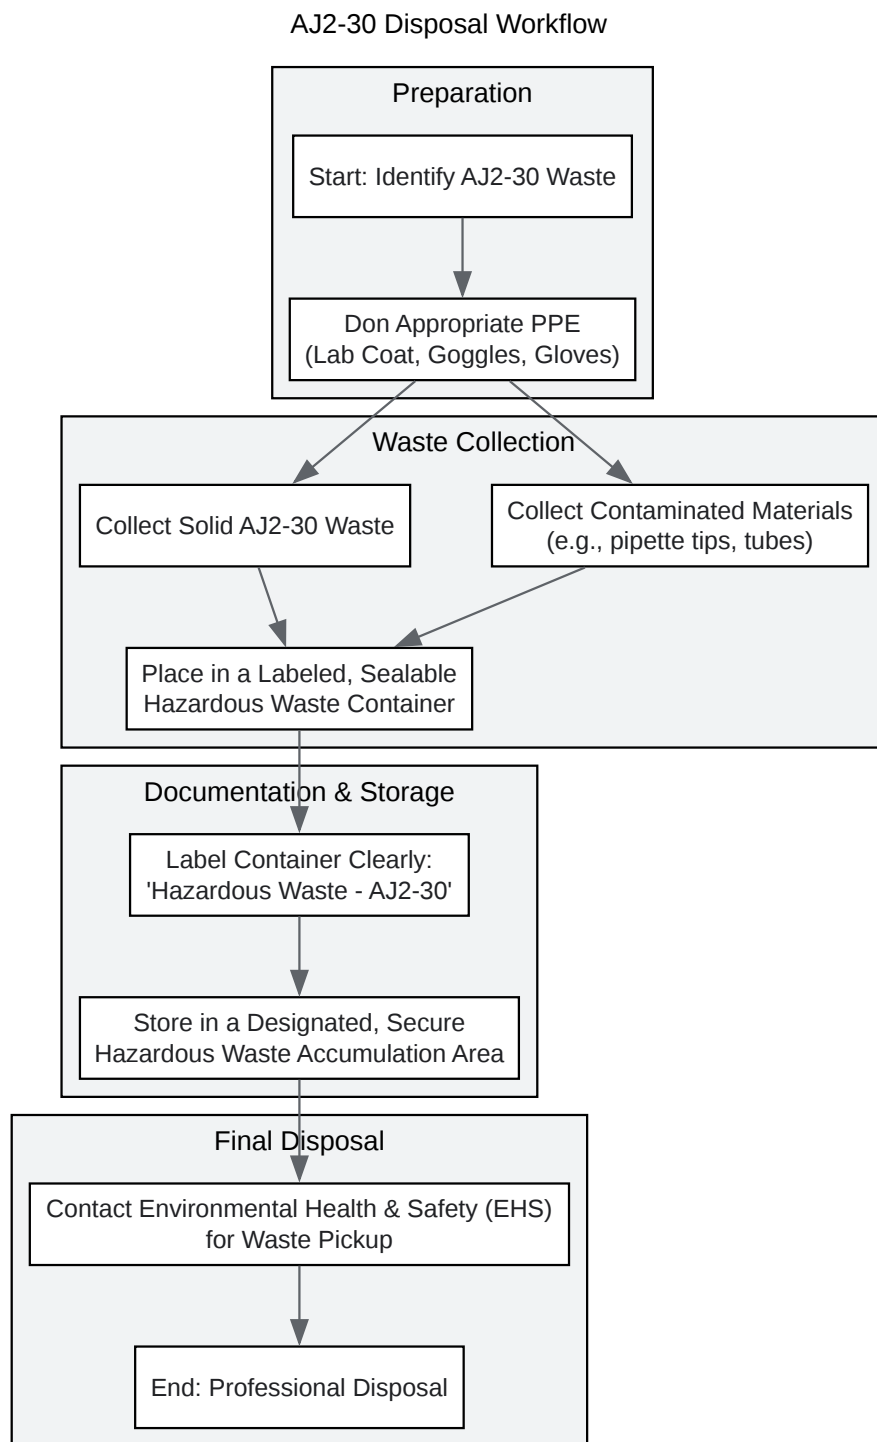 AJ2-30 Disposal Workflow
Preparation
Start: Identify AJ2-30 Waste
Don Appropriate PPE
(Lab Coat, Goggles, Gloves)
Waste Collection
Collect Solid AJ2-30 Waste
Collect Contaminated Materials
(e.g., pipette tips, tubes)
Place in a Labeled, Sealable
Hazardous Waste Container
Documentation & Storage
Label Container Clearly:
'Hazardous Waste - AJ2-30'
Store in a Designated, Secure
Hazardous Waste Accumulation Area
Final Disposal
Contact Environmental Health & Safety (EHS)
for Waste Pickup
End: Professional Disposal